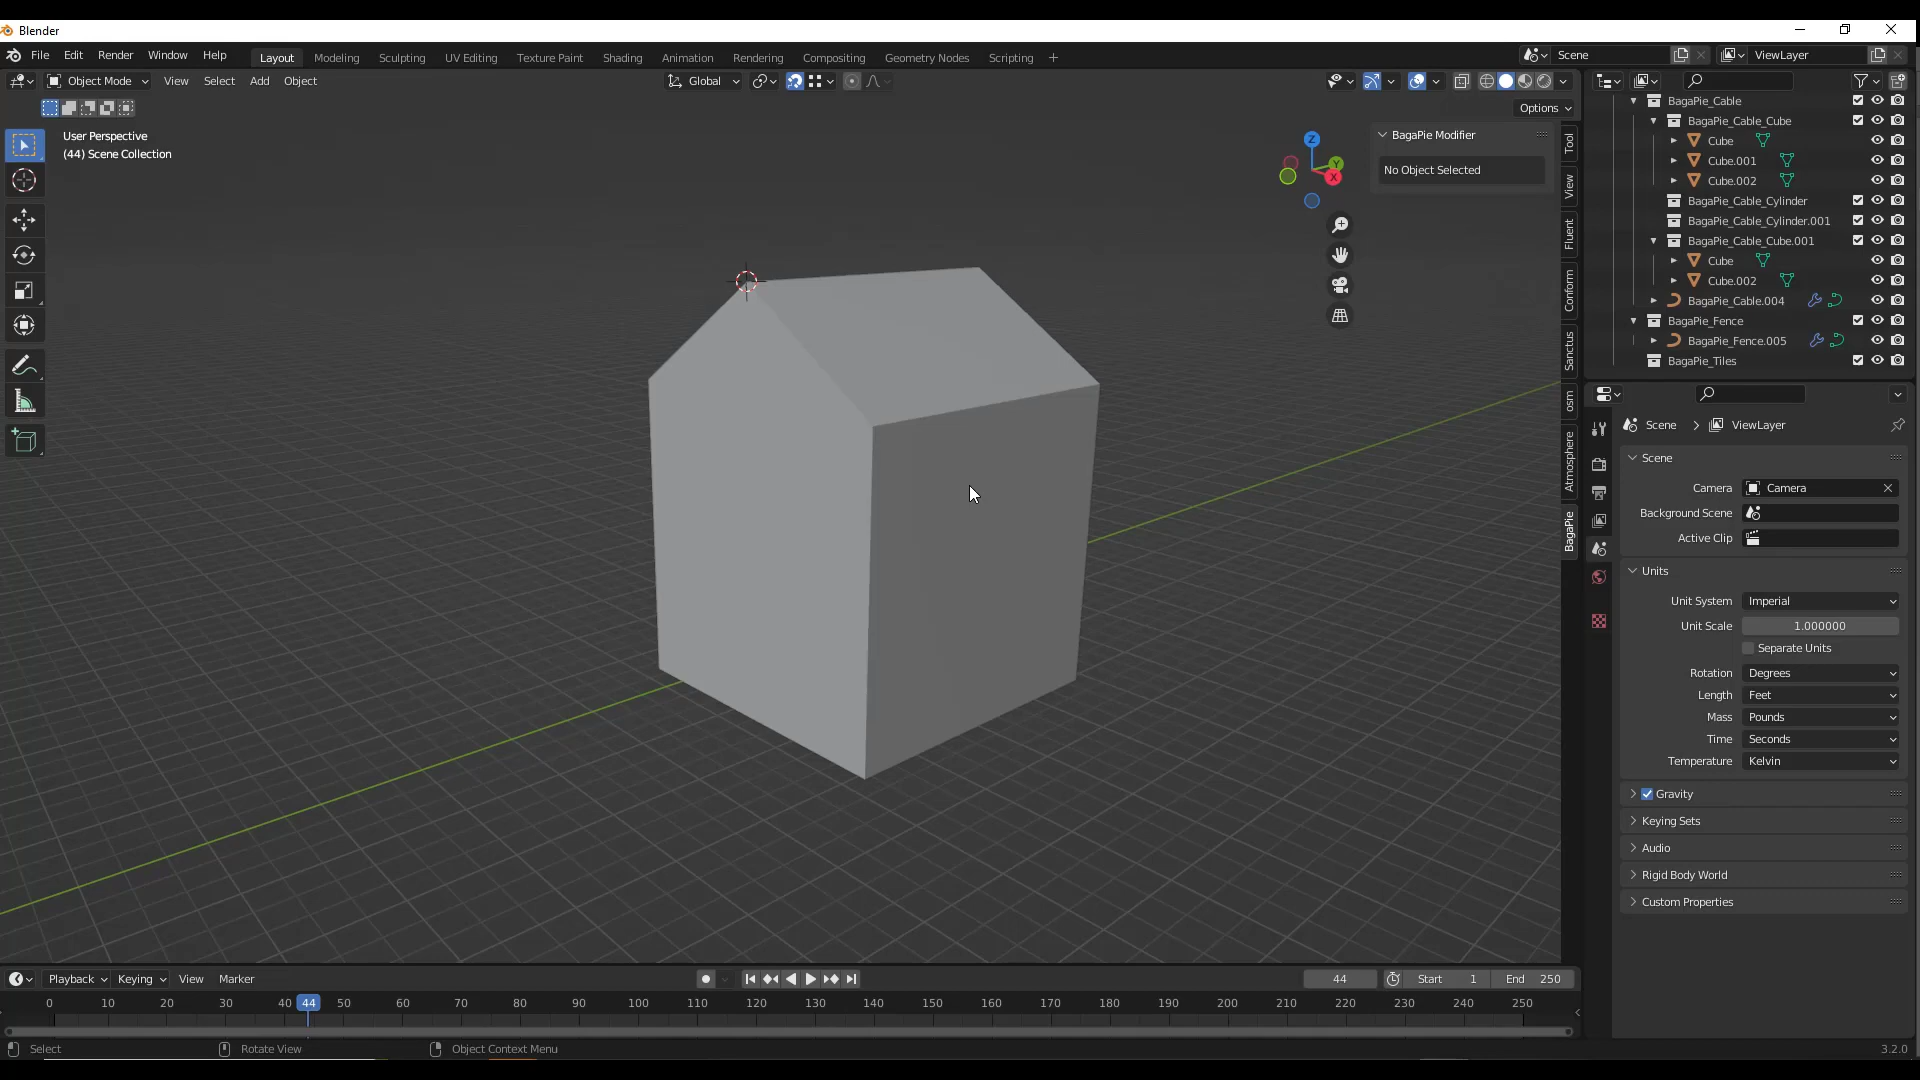 Blender
File Edit Render Window Help Layout Modeling Sculpting UV Editing Texture Paint Shading Animation Rendering Compositing Geometry Nodes Scripting + Scene ViewLayer
Object Mode View Select Add Object Global
Options
User Perspective
(44) Scene Collection
Z
Y
X
BagaPie Modifier
No Object Selected
Tool
View
Fluent
Conform
Sanctus
osm
Atmosphere
BagaPie
BagaPie_Cable
BagaPie_Cable_Cube
Cube
Cube.001
Cube.002
BagaPie_Cable_Cylinder
BagaPie_Cable_Cylinder.001
BagaPie_Cable_Cube.001
Cube
Cube.002
BagaPie_Cable.004
BagaPie_Fence
BagaPie_Fence.005
BagaPie_Tiles
Scene ViewLayer
Scene
Camera Camera
Background Scene
Active Clip
Units
Unit System Imperial
Unit Scale 1.000000
Separate Units
Rotation Degrees
Length Feet
Mass Pounds
Time Seconds
Temperature Kelvin
Gravity
Keying Sets
Audio
Rigid Body World
Custom Properties
Playback Keying View Marker 44 Start 1 End 250
0 10 20 30 40 44 50 60 70 80 90 100 110 120 130 140 150 160 170 180 190 200 210 220 230 240 250
Select Rotate View Object Context Menu 3.2.0